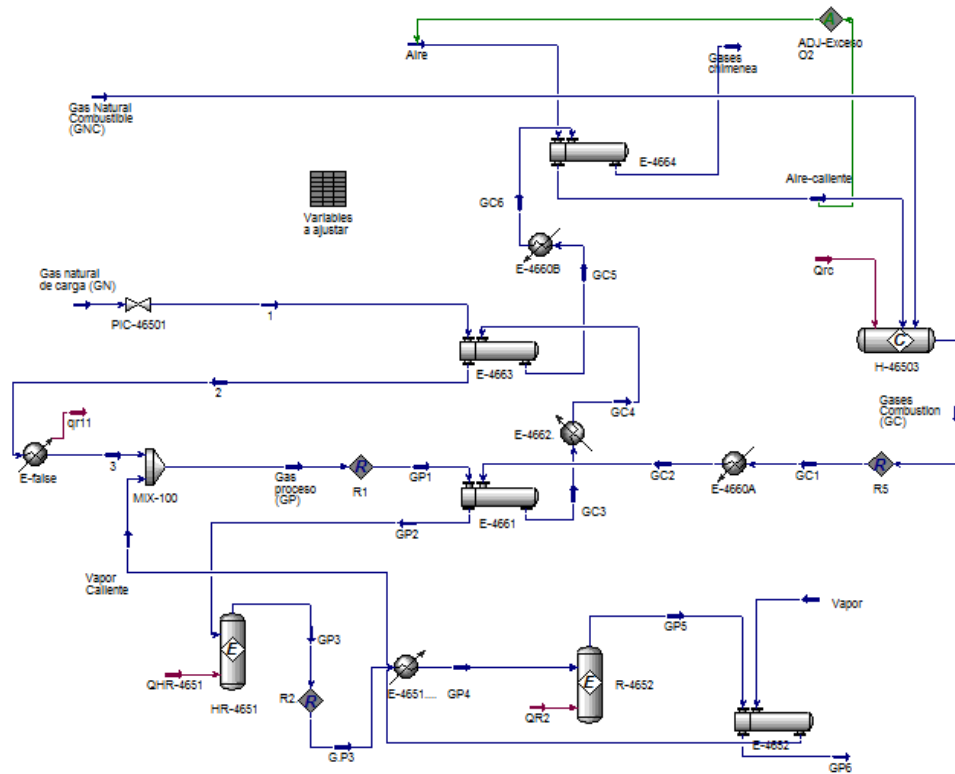 A
ADJ-Exceso
O2
Aire
Gases
chimenea
Gas Natural
Combustible
(GNC)
E-4664
Aire-caliente
GC6
Variables
a ajustar
E-4660B
GC5
Qrc
Gas natural
de carga (GN)
PIC-46501
1
C
H-46503
E-4663
2
Gases
Combustion
(GC)
GC4
qr11
E-4662.
E-false
3
MIX-100
Gas
proceso
(GP)
R
R1
GP1
E-4661
GC3
GC2
E-4660A
GC1
R
R5
GP2
Vapor
Caliente
Vapor
GP3
GP5
E
QHR-4651
HR-4651
R2
R
E-4651....
GP4
E
R-4652
QR2
G.P3
E-4652
GP6